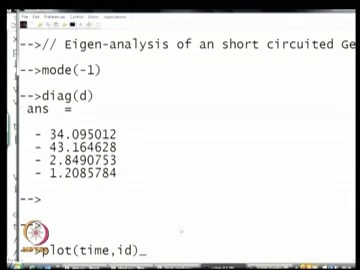 File Edit Preferences Control Editor Applications ?
-->// Eigen-analysis of an short circuited Ge
-->mode(-1)
-->diag(d)
ans =
- 34.095012
- 43.164628
- 2.8490753
- 1.2085784
-->
-->plot(time,id)_